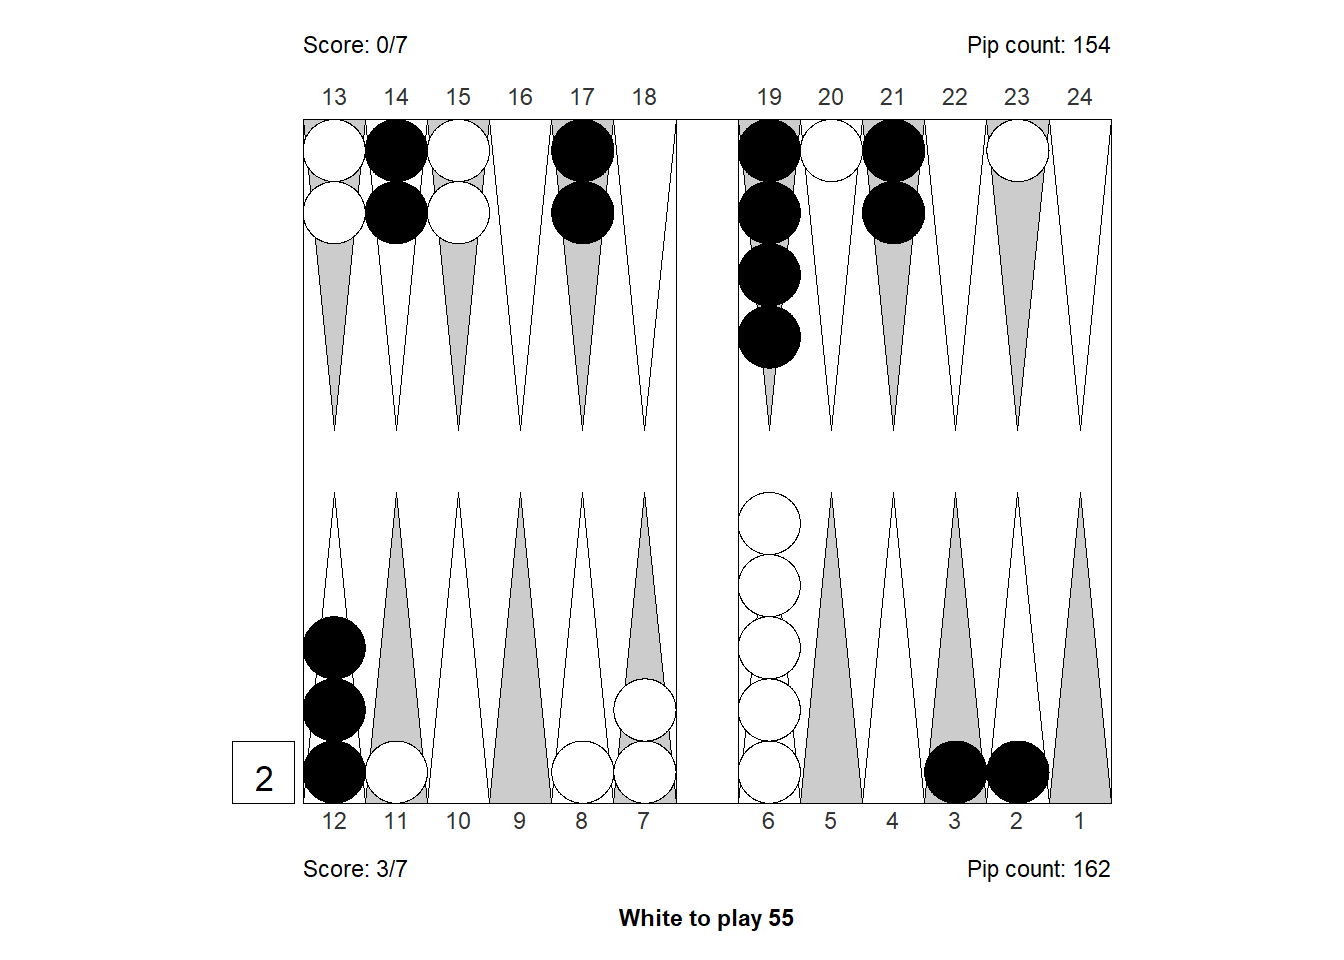 Score: 0/7 Pip count: 154
13 14 15 16 17 18 19 20 21 22 23 24
2
12 11 10 9 8 7 6 5 4 3 2 1
Score: 3/7 Pip count: 162
White to play 55